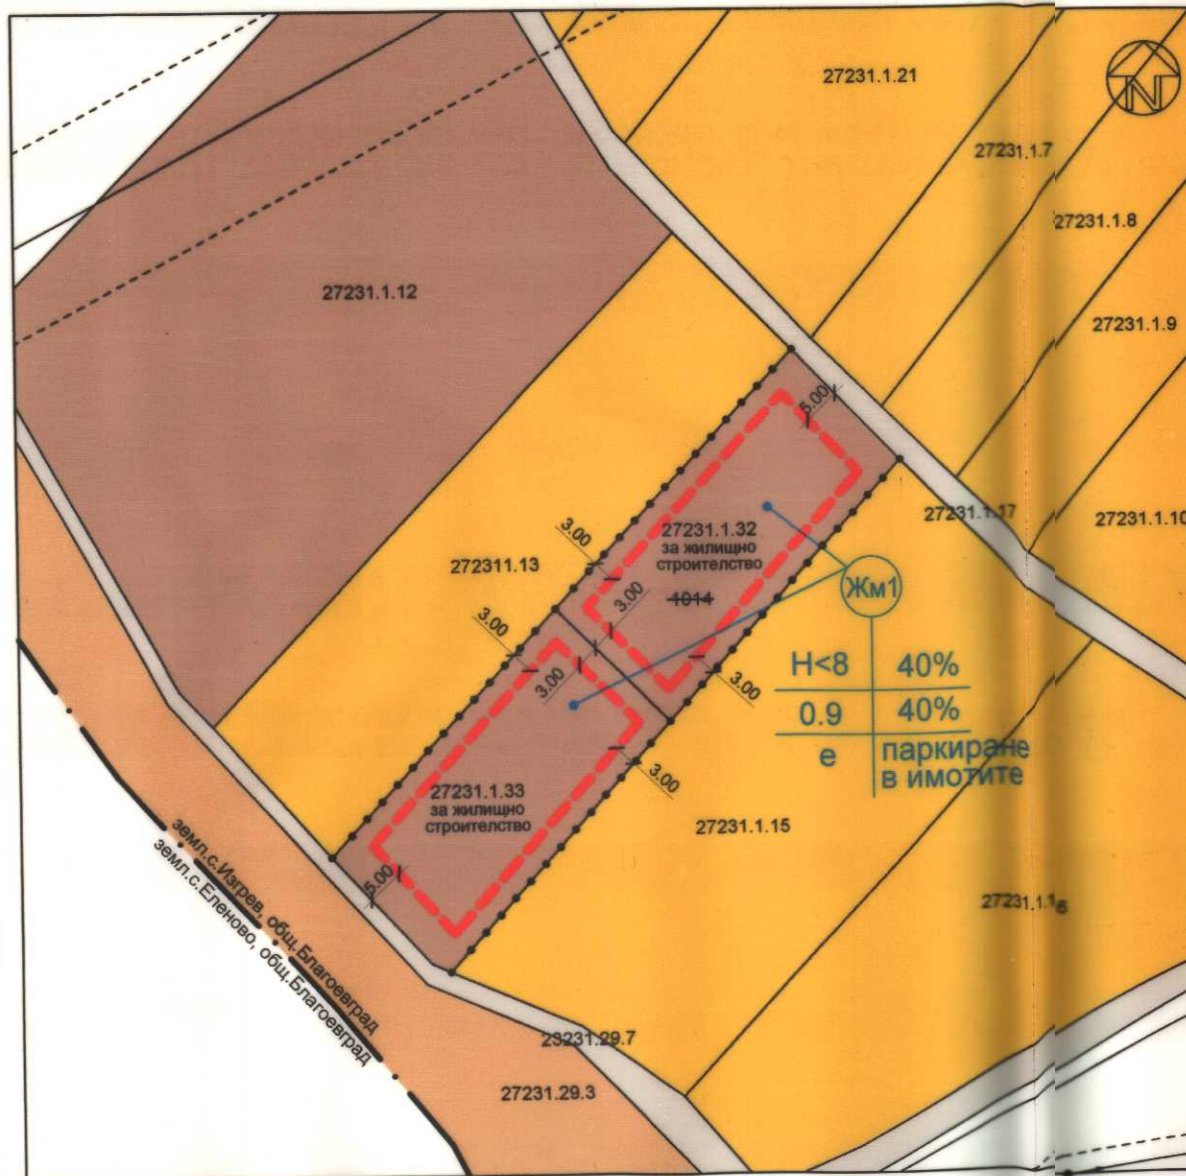 27231.1.21
N
27231.1.7
27231.1.8
27231.1.12
27231.1.9
5.00
27231.1.32
за жилищно
строителство
4014
27231.1.17
27231.1.10
3.00
272311.13
3.00
Жм1
3.00
3.00
3.00
H<8
40%
0.9
40%
е
паркиране
в имотите
3.00
27231.1.33
за жилищно
строителство
27231.1.15
5.00
27231.1.16
земл.с.Изгрев, общ.Благоевград
земл.с.Еленово, общ.Благоевград
23231.29.7
27231.29.3